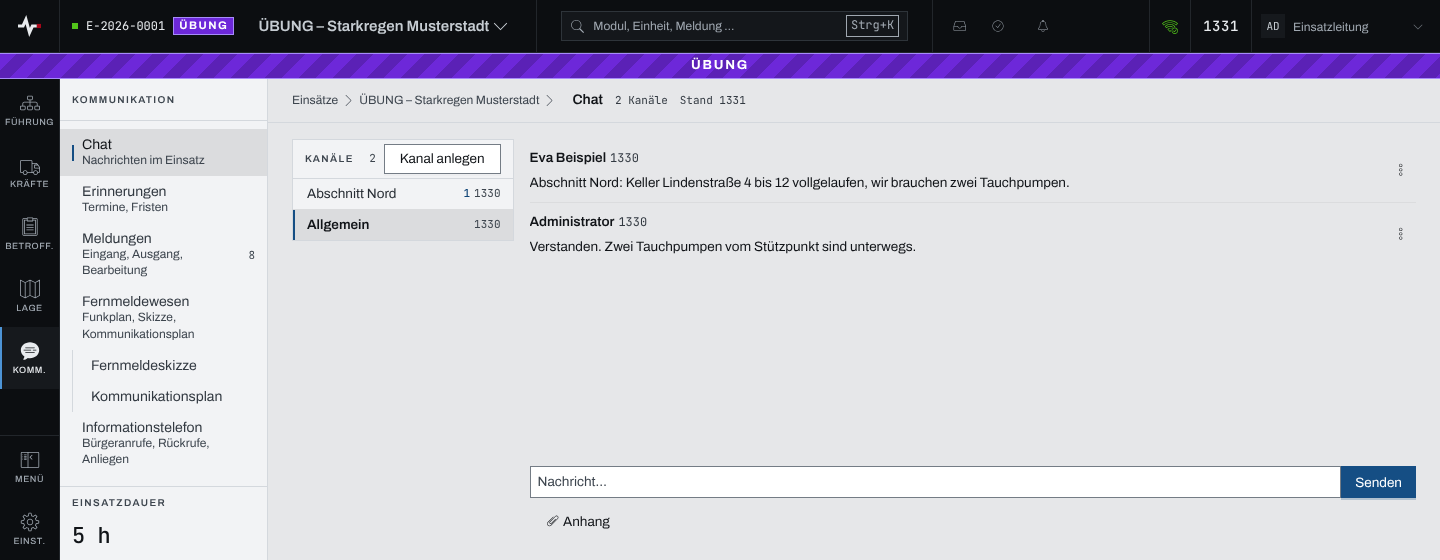 E-2026-0001 ÜBUNG ÜBUNG – Starkregen Musterstadt
Modul, Einheit, Meldung ... Strg+K
1331
AD Einsatzleitung
ÜBUNG
FÜHRUNG
KRÄFTE
BETROFF.
LAGE
KOMM.
MENÜ
EINST.
KOMMUNIKATION
Chat
Nachrichten im Einsatz
Erinnerungen
Termine, Fristen
Meldungen
Eingang, Ausgang,
Bearbeitung
8
Fernmeldewesen
Funkplan, Skizze,
Kommunikationsplan
Fernmeldeskizze
Kommunikationsplan
Informationstelefon
Bürgeranrufe, Rückrufe,
Anliegen
EINSATZDAUER
5 h
Einsätze ÜBUNG – Starkregen Musterstadt Chat 2 Kanäle Stand 1331
KANÄLE 2 Kanal anlegen
Abschnitt Nord 1 1330
Allgemein 1330
Eva Beispiel 1330
Abschnitt Nord: Keller Lindenstraße 4 bis 12 vollgelaufen, wir brauchen zwei Tauchpumpen.
Administrator 1330
Verstanden. Zwei Tauchpumpen vom Stützpunkt sind unterwegs.
Nachricht... Senden
Anhang